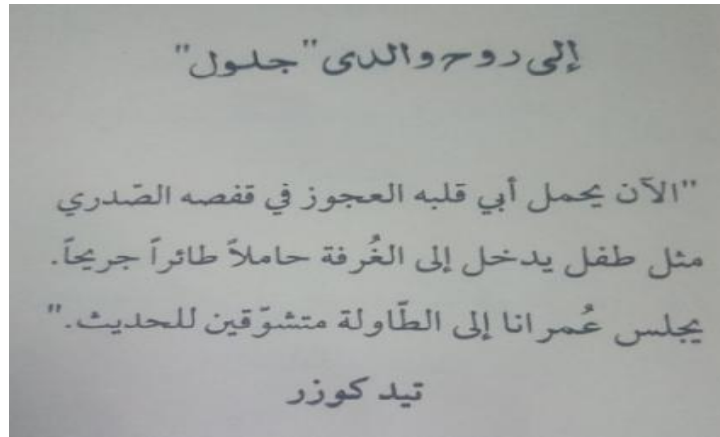 إلى روح والدى "جلول"
"الآن يحمل أبي قلبه العجوز في قفصه الصّدري
مثل طفل يدخل إلى الغُرفة حاملاً طائراً جريحاً.
يجلس عُمرانا إلى الطّاولة متشوّقين للحديث."
تيد كوزر